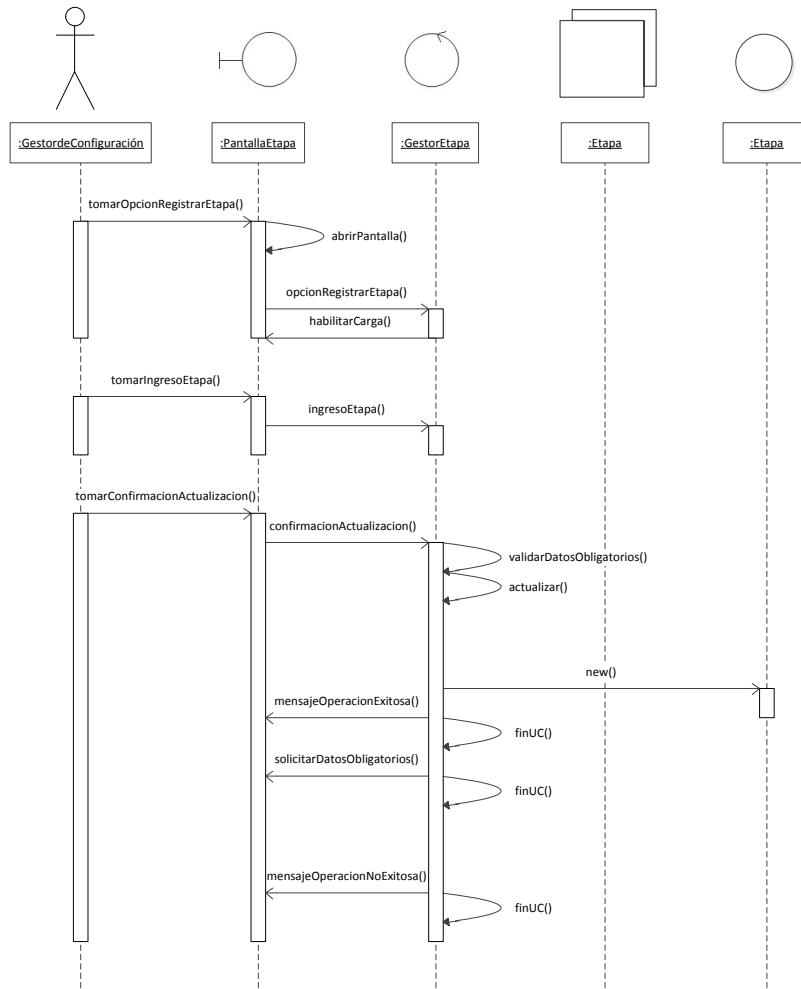 :GestordeConfiguración
:PantallaEtapa
:GestorEtapa
:Etapa
:Etapa
tomarOpcionRegistrarEtapa()
abrirPantalla()
opcionRegistrarEtapa()
habilitarCarga()
tomarIngresoEtapa()
ingresoEtapa()
tomarConfirmacionActualizacion()
confirmacionActualizacion()
validarDatosObligatorios()
actualizar()
new()
mensajeOperacionExitosa()
finUC()
solicitarDatosObligatorios()
finUC()
mensajeOperacionNoExitosa()
finUC()